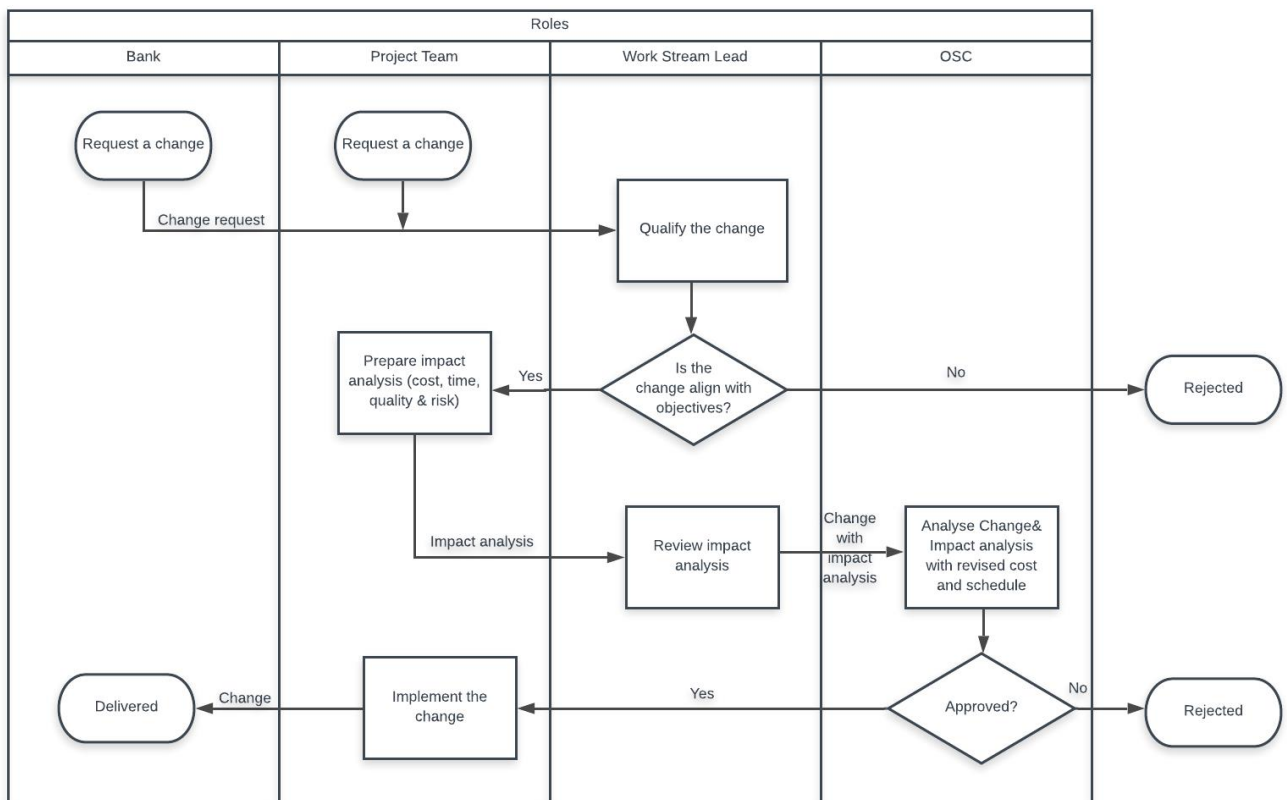 Roles
Bank
Project Team
Work Stream Lead
OSC
Request a change
Request a change
Change request
Qualify the change
Is the
change align with
objectives?
Yes
No
Prepare impact
analysis (cost, time,
quality & risk)
Rejected
Impact analysis
Review impact
analysis
Change
with
impact
analysis
Analyse Change&
Impact analysis
with revised cost
and schedule
Approved?
Yes
No
Implement the
change
Change
Delivered
Rejected